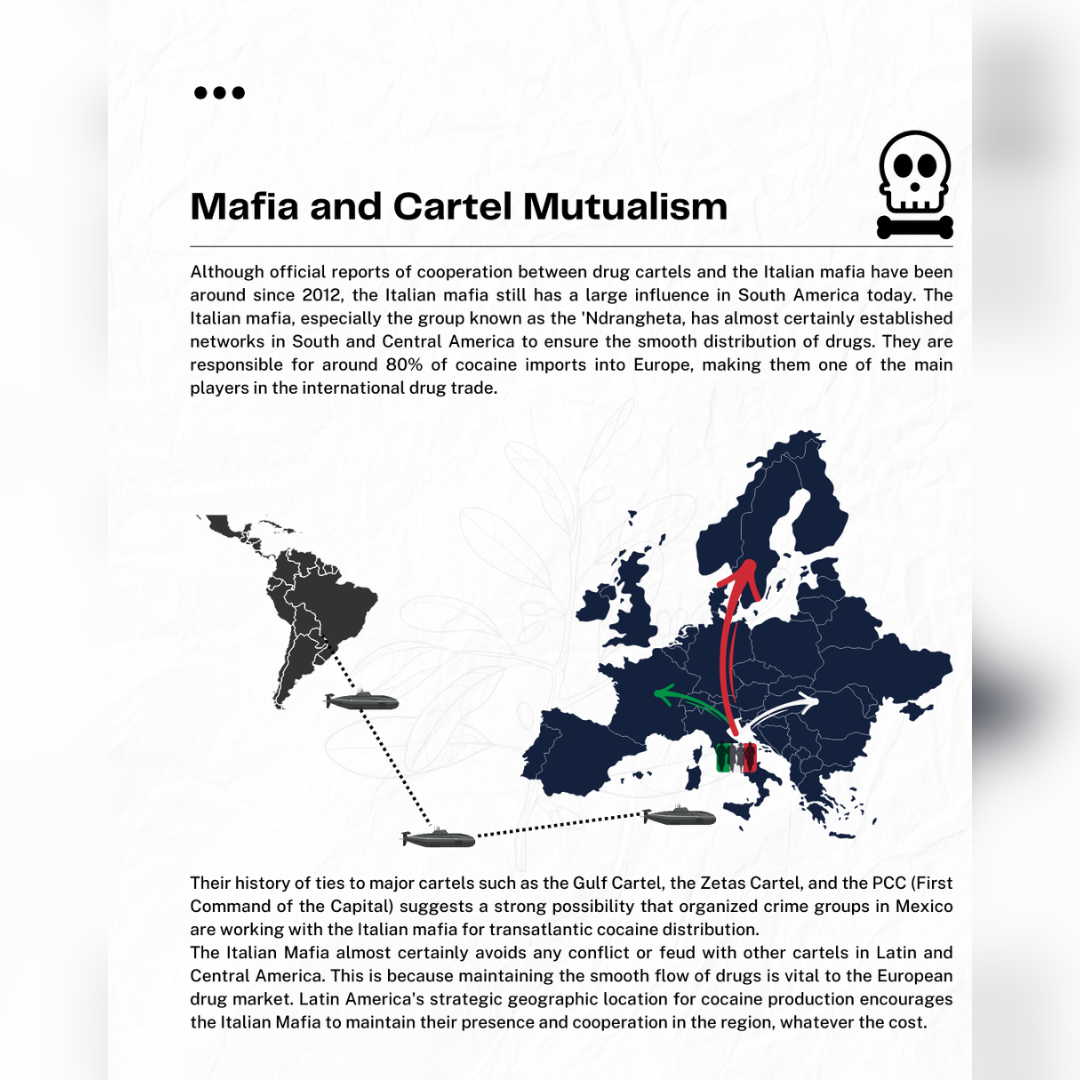 Mafia and Cartel Mutualism
Although official reports of cooperation between drug cartels and the Italian mafia have been
around since 2012, the Italian mafia still has a large influence in South America today. The
Italian mafia, especially the group known as the 'Ndrangheta, has almost certainly established
networks in South and Central America to ensure the smooth distribution of drugs. They are
responsible for around 80% of cocaine imports into Europe, making them one of the main
players in the international drug trade.
Their history of ties to major cartels such as the Gulf Cartel, the Zetas Cartel, and the PCC (First
Command of the Capital) suggests a strong possibility that organized crime groups in Mexico
are working with the Italian mafia for transatlantic cocaine distribution.
The Italian Mafia almost certainly avoids any conflict or feud with other cartels in Latin and
Central America. This is because maintaining the smooth flow of drugs is vital to the European
drug market. Latin America's strategic geographic location for cocaine production encourages
the Italian Mafia to maintain their presence and cooperation in the region, whatever the cost.